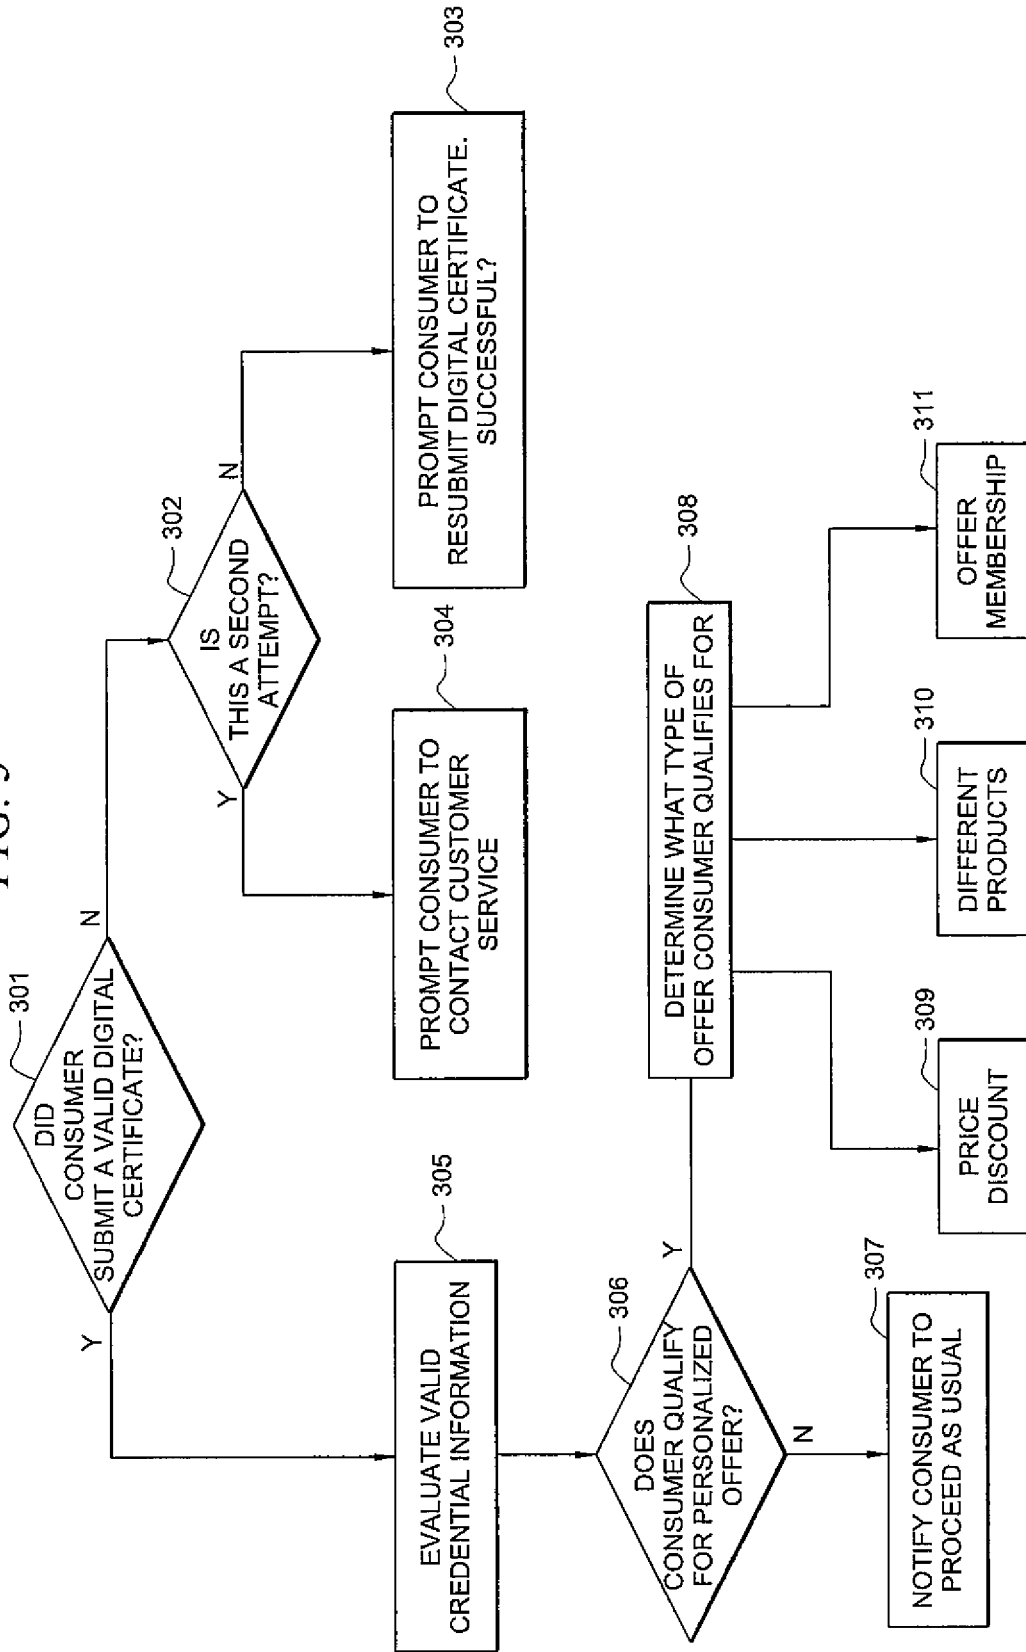 FIG. 3
301
DID
CONSUMER
SUBMIT A VALID DIGITAL
CERTIFICATE?
Y
N
302
IS
THIS A SECOND
ATTEMPT?
Y
N
303
PROMPT CONSUMER TO
RESUBMIT DIGITAL CERTIFICATE.
SUCCESSFUL?
304
PROMPT CONSUMER TO
CONTACT CUSTOMER
SERVICE
305
EVALUATE VALID
CREDENTIAL INFORMATION
306
DOES
CONSUMER QUALIFY
FOR PERSONALIZED
OFFER?
Y
N
307
NOTIFY CONSUMER TO
PROCEED AS USUAL
308
DETERMINE WHAT TYPE OF
OFFER CONSUMER QUALIFIES FOR
309
PRICE
DISCOUNT
310
DIFFERENT
PRODUCTS
311
OFFER
MEMBERSHIP